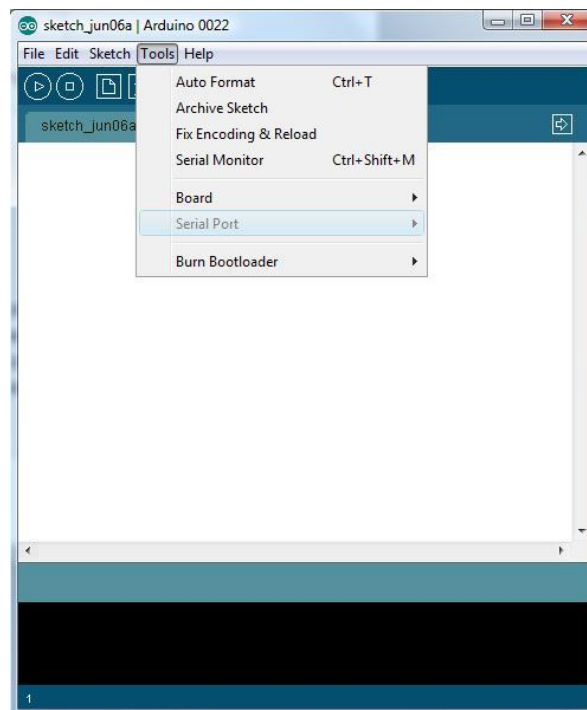 sketch_jun06a | Arduino 0022
File Edit Sketch Tools Help
Auto Format Ctrl+T
Archive Sketch
sketch_jun06a
Fix Encoding & Reload
Serial Monitor Ctrl+Shift+M
Board
Serial Port
Burn Bootloader
1